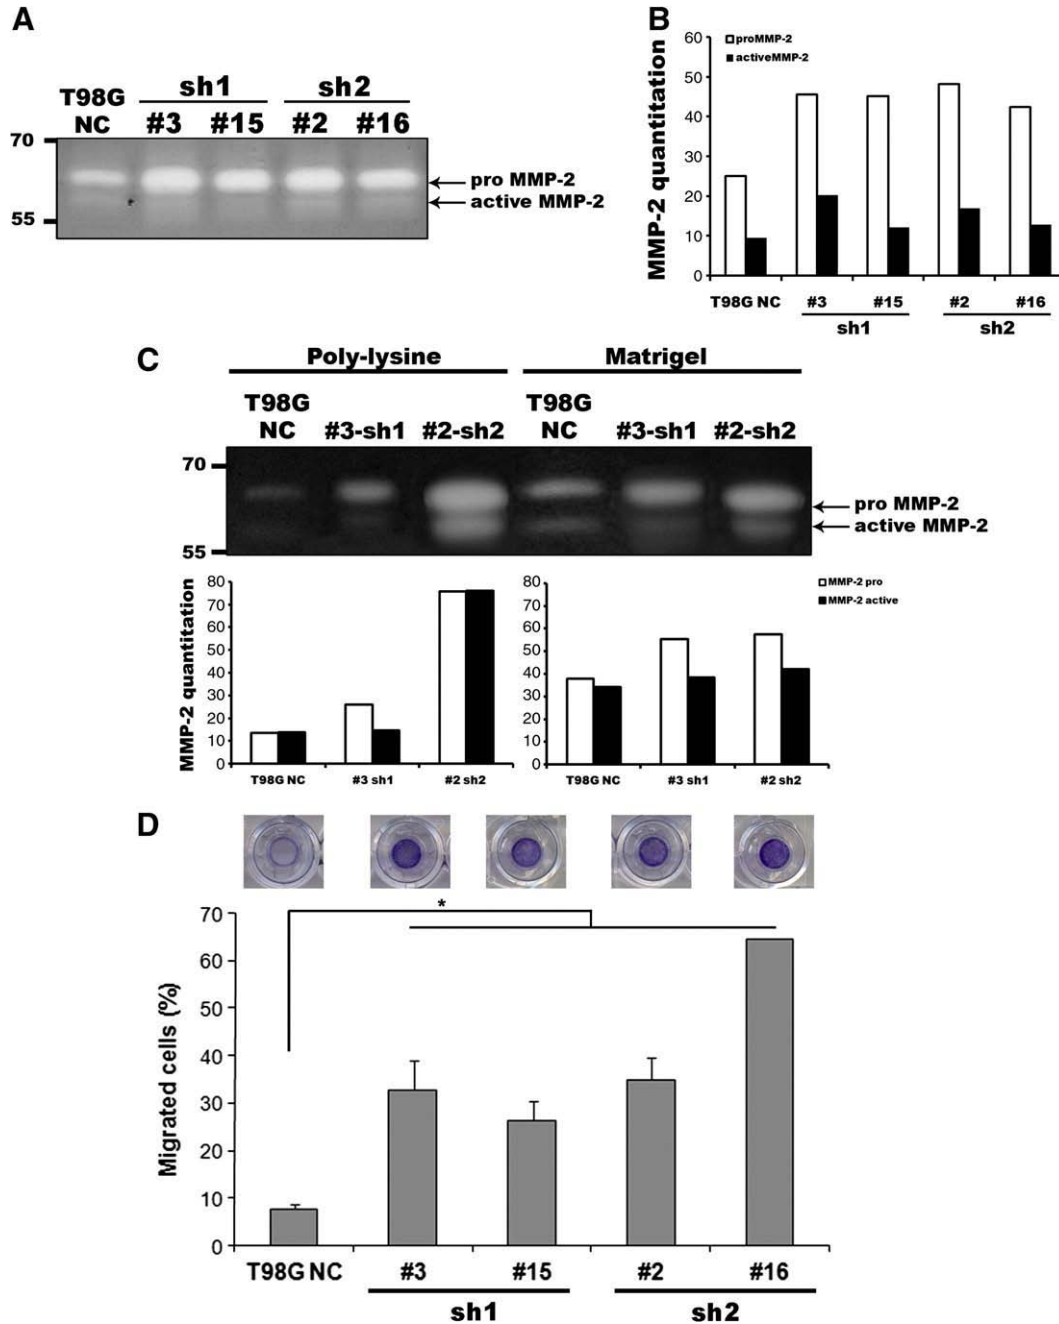 A
T98G
NC
sh1
sh2
#3
#15
#2
#16
70
55
pro MMP-2
active MMP-2
B
MMP-2 quantitation
60
50
40
30
20
10
0
proMMP-2
activeMMP-2
T98G NC
#3
#15
#2
#16
sh1
sh2
C
Poly-lysine
Matrigel
T98G
NC
#3-sh1
#2-sh2
T98G
NC
#3-sh1
#2-sh2
70
55
pro MMP-2
active MMP-2
MMP-2 quantitation
80
70
60
50
40
30
20
10
0
T98G NC
#3 sh1
#2 sh2
80
70
60
50
40
30
20
10
0
T98G NC
#3 sh1
#2 sh2
MMP-2 pro
MMP-2 active
D
Migrated cells (%)
70
60
50
40
30
20
10
0
*
T98G NC
#3
#15
#2
#16
sh1
sh2